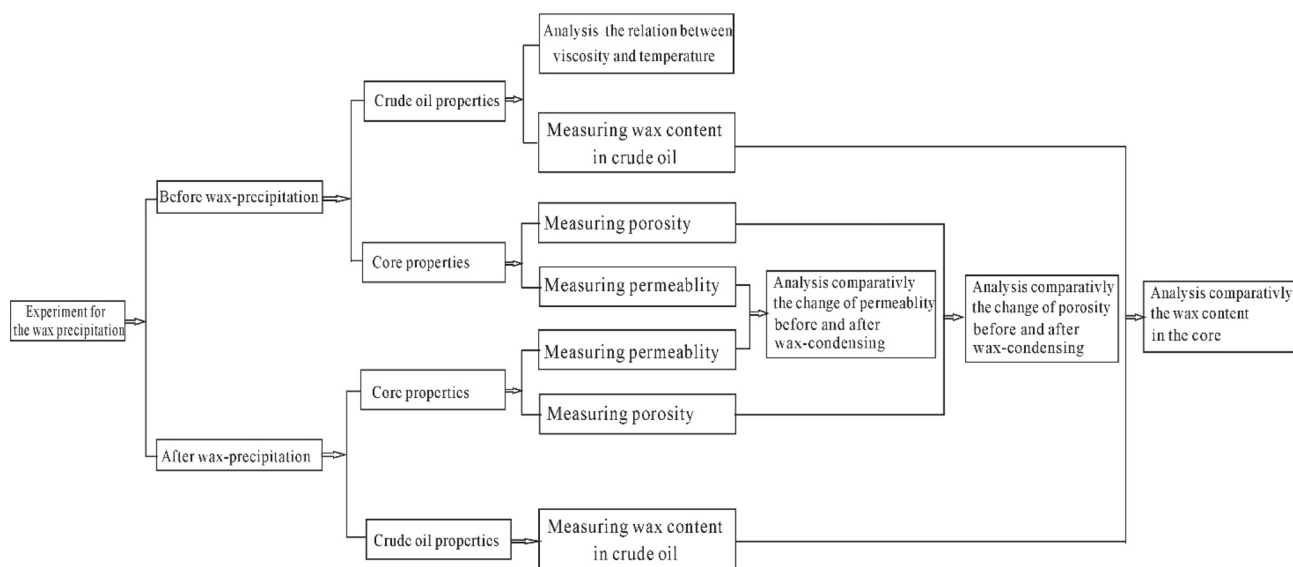 Experiment for
the wax precipitation
Before wax-precipitation
After wax-precipitation
Crude oil properties
Core properties
Core properties
Crude oil properties
Analysis the relation between
viscosity and temperature
Measuring wax content
in crude oil
Measuring porosity
Measuring permeablity
Measuring permeablity
Measuring porosity
Measuring wax content
in crude oil
Analysis comparativly
the change of permeablity
before and after
wax-condensing
Analysis comparativly
the change of porosity
before and after
wax-condensing
Analysis comparativly
the wax content
in the core